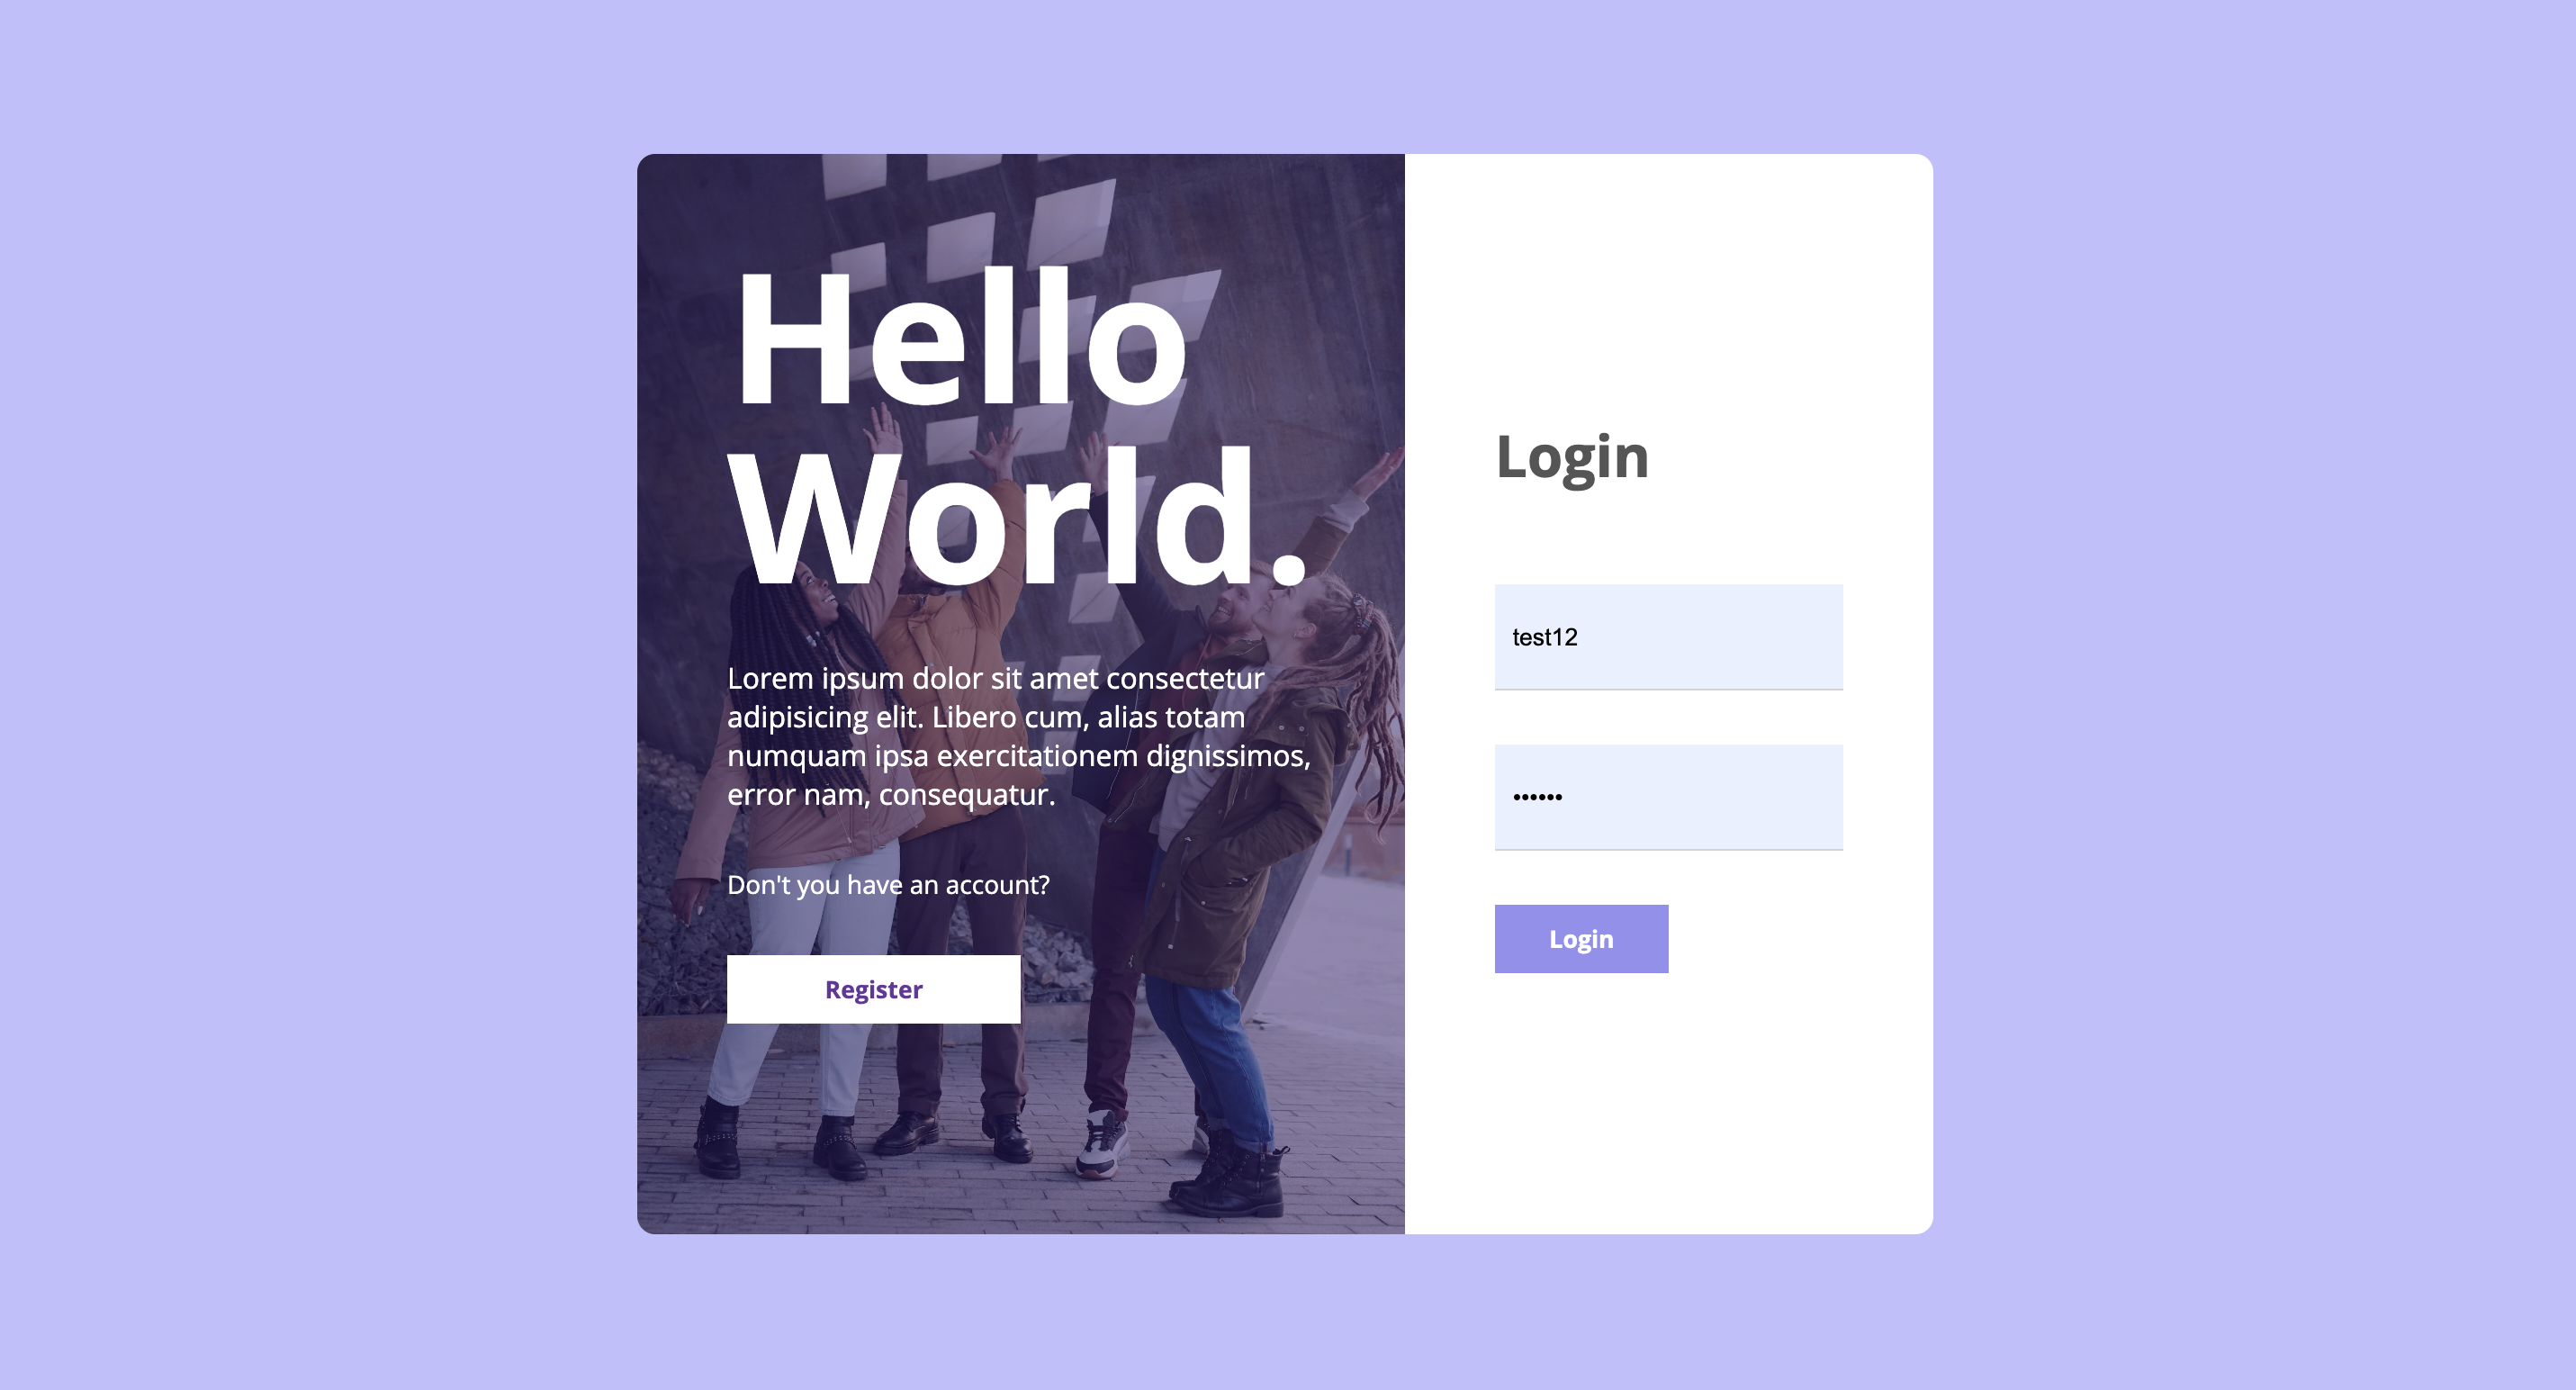 Hello
World.
Lorem ipsum dolor sit amet consectetur
adipisicing elit. Libero cum, alias totam
numquam ipsa exercitationem dignissimos,
error nam, consequatur.
Don't you have an account?
Register
Login
test12
••••••
Login